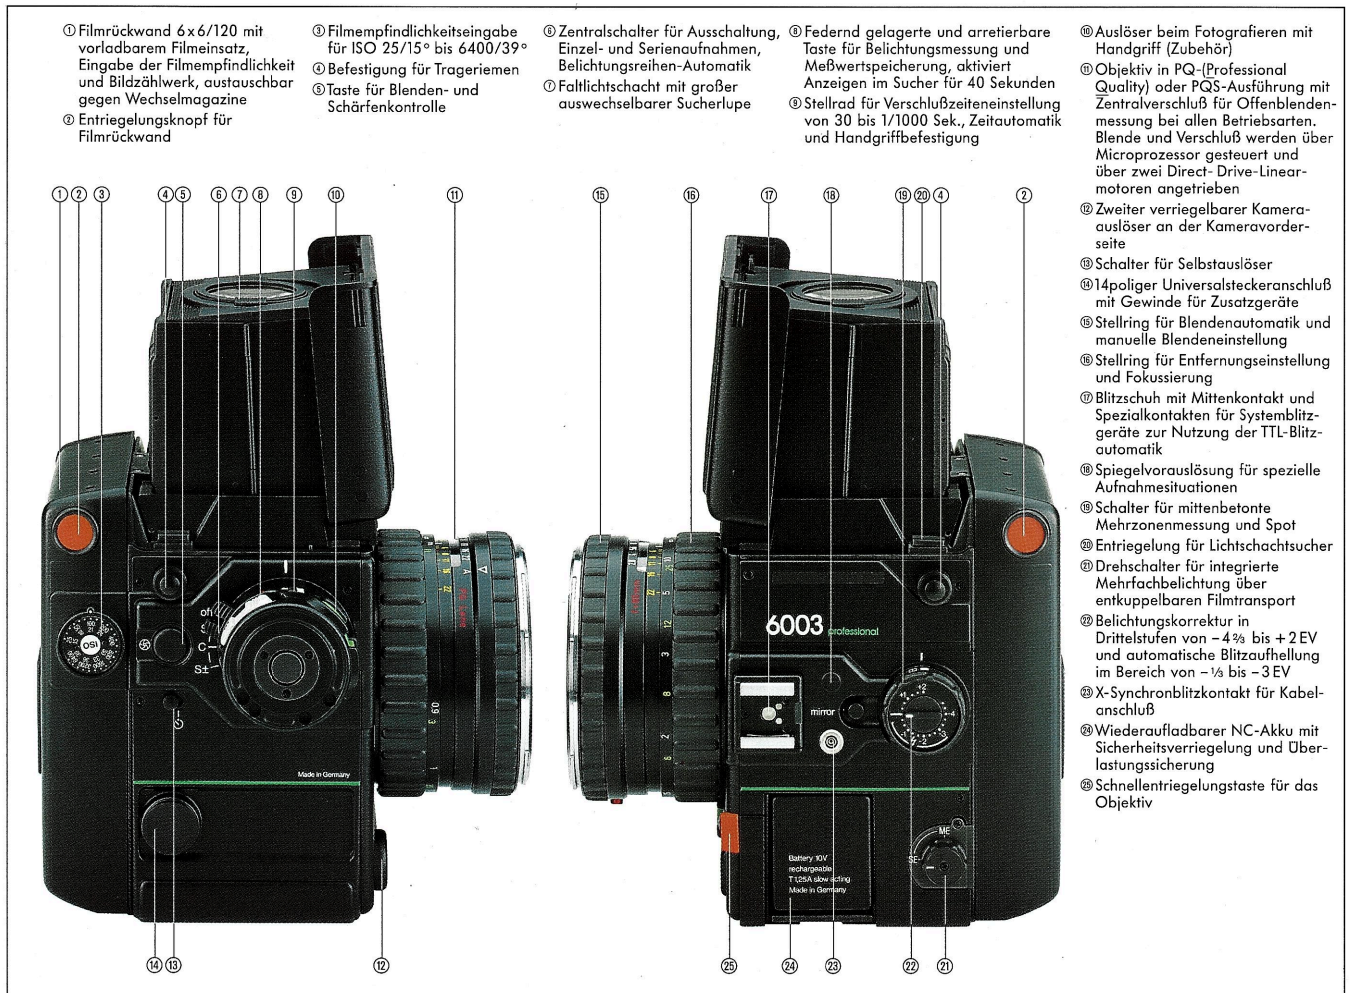 ① Filmrückwand 6x6/120 mit
vorladbarem Filmeinsatz,
Eingabe der Filmempfindlichkeit
und Bildzählwerk, austauschbar
gegen Wechselmagazine
② Entriegelungsknopf für
Filmrückwand
③ Filmempfindlichkeitseingabe
für ISO 25/15° bis 6400/39°
④ Befestigung für Trageriemen
⑤ Taste für Blenden- und
Schärfenkontrolle
⑥ Zentralschalter für Ausschaltung,
Einzel- und Serienaufnahmen,
Belichtungsreihen-Automatik
⑦ Faltlichtschacht mit großer
auswechselbarer Sucherlupe
⑧ Federnd gelagerte und arretierbare
Taste für Belichtungsmessung und
Meßwertspeicherung, aktiviert
Anzeigen im Sucher für 40 Sekunden
⑨ Stellrad für Verschlußzeiteneinstellung
von 30 bis 1/1000 Sek., Zeitautomatik
und Handgriffbefestigung
⑩ Auslöser beim Fotografieren mit
Handgriff (Zubehör)
⑪ Objektiv in PQ-(Professional
Quality) oder PQS-Ausführung mit
Zentralverschluß für Offenblenden-
messung bei allen Betriebsarten.
Blende und Verschluß werden über
Microprozessor gesteuert und
über zwei Direct- Drive-Linear-
motoren angetrieben
⑫ Zweiter verriegelbarer Kamera-
auslöser an der Kameravorder-
seite
⑬ Schalter für Selbstauslöser
⑭ 14poliger Universalsteckeranschluß
mit Gewinde für Zusatzgeräte
⑮ Stellring für Blendenautomatik und
manuelle Blendeneinstellung
⑯ Stellring für Entfernungseinstellung
und Fokussierung
⑰ Blitzschuh mit Mittenkontakt und
Spezialkontakten für Systemblitz-
geräte zur Nutzung der TTL-Blitz-
automatik
⑱ Spiegelvorauslösung für spezielle
Aufnahmesituationen
⑲ Schalter für mittenbetonte
Mehrzonenmessung und Spot
⑳ Entriegelung für Lichtschachtsucher
㉑ Drehschalter für integrierte
Mehrfachbelichtung über
entkuppelbaren Filmtransport
㉒ Belichtungskorrektur in
Drittelstufen von – 4 ⅔ bis + 2 EV
und automatische Blitzaufhellung
im Bereich von – ⅓ bis – 3 EV
㉓ X-Synchronblitzkontakt für Kabel-
anschluß
㉔ Wiederaufladbarer NC-Akku mit
Sicherheitsverriegelung und Über-
lastungssicherung
㉕ Schnellentriegelungstaste für das
Objektiv
① ② ③ ④ ⑤ ⑥ ⑦ ⑧ ⑨ ⑩ ⑪ ⑮ ⑯ ⑰ ⑱ ⑲ ⑳ ④ ②
off
C
S±
ISO
Made in Germany
6003 professional
mirror
ME
SE
Battery 10V
rechargeable
T 1,25A slow acting
Made in Germany
⑭ ⑬ ⑫ ㉕ ㉔ ㉓ ㉒ ㉑